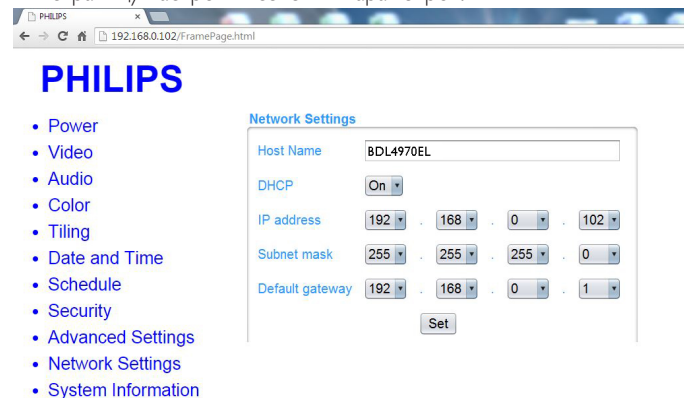 PHILIPS
192.168.0.102/FramePage.html
PHILIPS
Network Settings
• Power
• Video
• Audio
• Color
• Tiling
• Date and Time
• Schedule
• Security
• Advanced Settings
• Network Settings
• System Information
Host Name BDL4970EL
DHCP On
IP address 192 . 168 . 0 . 102
Subnet mask 255 . 255 . 255 . 0
Default gateway 192 . 168 . 0 . 1
Set